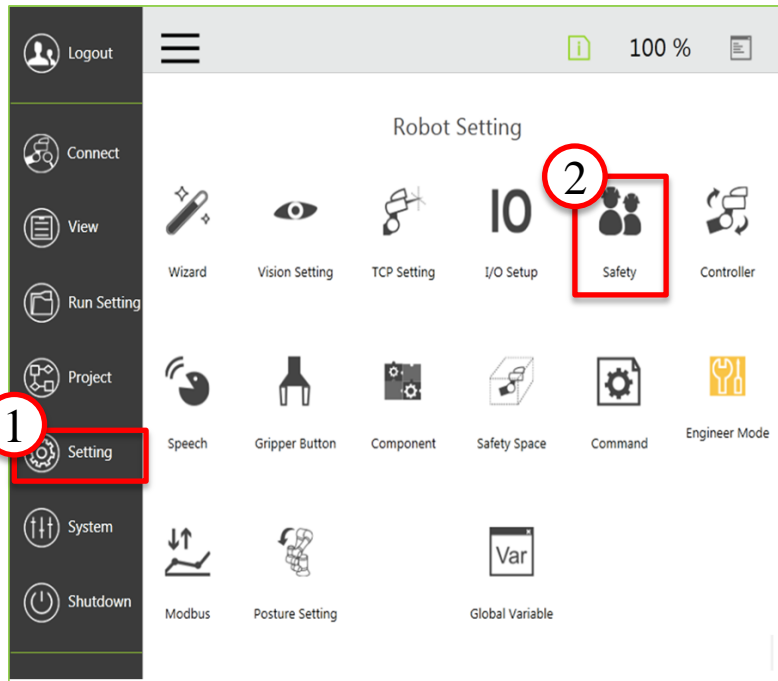 Logout
100 %
Robot Setting
Connect
View
Run Setting
Project
1
Setting
System
Shutdown
2
IO
Wizard
Vision Setting
TCP Setting
I/O Setup
Safety
Controller
Speech
Gripper Button
Component
Safety Space
Command
Engineer Mode
Var
Modbus
Posture Setting
Global Variable